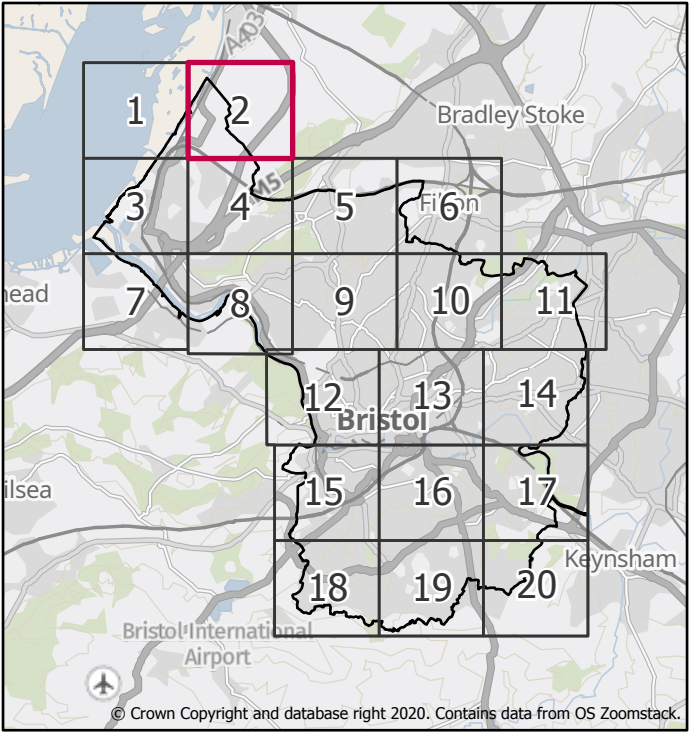 A403
1
2
Bradley Stoke
M5
3
4
5
6
Filton
head
7
8
9
10
11
12
13
14
Bristol
ilsea
15
16
17
Keynsham
18
19
20
Bristol International
Airport
© Crown Copyright and database right 2020. Contains data from OS Zoomstack.